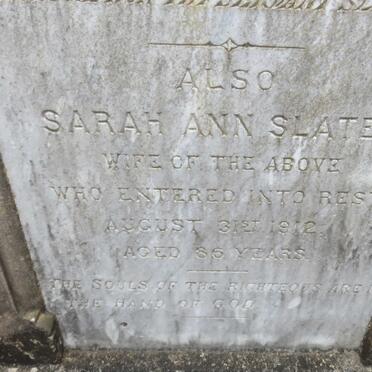 ALSO
SARAH ANN SLATE
WIFE OF THE ABOVE
WHO ENTERED INTO REST
AUGUST 31ST 1912
AGED 86 YEARS
THE SOULS OF THE RIGHTEOUS ARE
THE HAND OF GOD